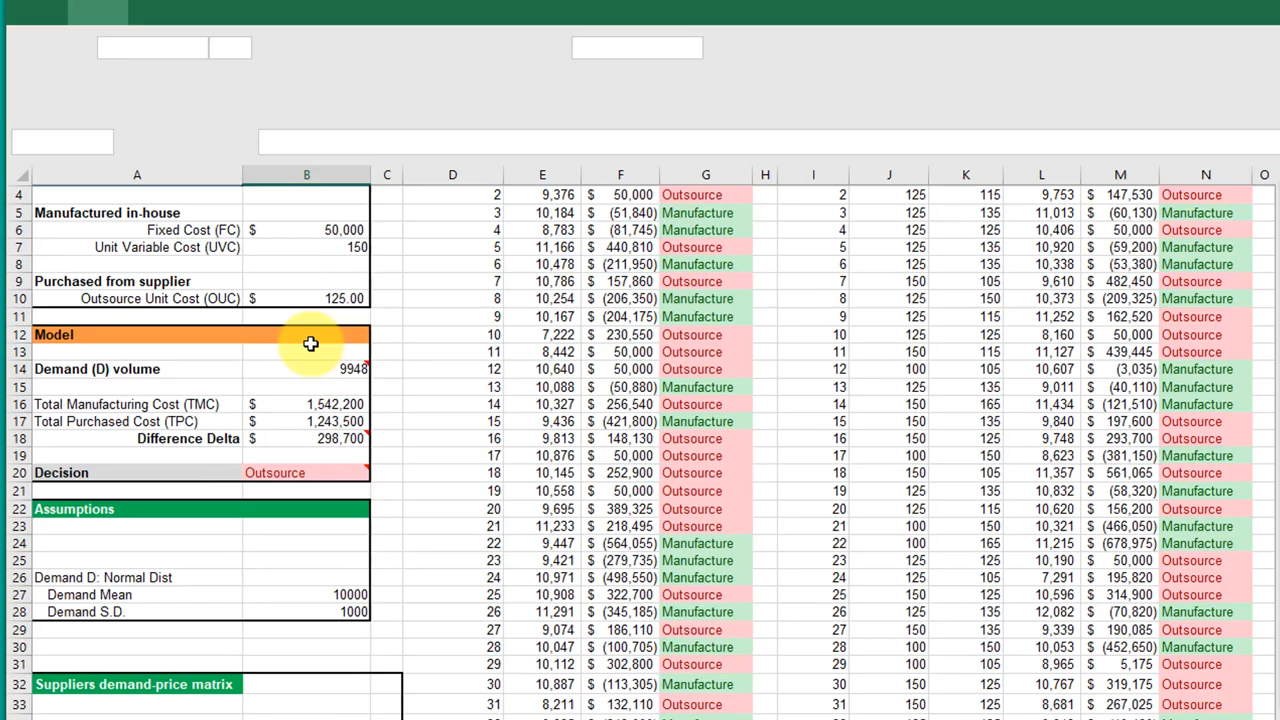 A B C D E F G H I J K L M N O
4 2 9,376 $ 50,000 Outsource 2 125 115 9,753 $ 147,530 Outsource
5 Manufactured in-house 3 10,184 $ (51,840) Manufacture 3 125 135 11,013 $ (60,130) Manufacture
6 Fixed Cost (FC) $ 50,000 4 8,783 $ (81,745) Manufacture 4 125 125 10,406 $ 50,000 Outsource
7 Unit Variable Cost (UVC) 150 5 11,166 $ 440,810 Outsource 5 125 135 10,920 $ (59,200) Manufacture
8 6 10,478 $ (211,950) Manufacture 6 125 135 10,338 $ (53,380) Manufacture
9 Purchased from supplier 7 10,786 $ 157,860 Outsource 7 150 105 9,610 $ 482,450 Outsource
10 Outsource Unit Cost (OUC) $ 125.00 8 10,254 $ (206,350) Manufacture 8 125 150 10,373 $ (209,325) Manufacture
11 9 10,167 $ (204,175) Manufacture 9 125 115 11,252 $ 162,520 Outsource
12 Model 10 7,222 $ 230,550 Outsource 10 125 125 8,160 $ 50,000 Outsource
13 11 8,442 $ 50,000 Outsource 11 150 115 11,127 $ 439,445 Outsource
14 Demand (D) volume 9948 12 10,640 $ 50,000 Outsource 12 100 105 10,607 $ (3,035) Manufacture
15 13 10,088 $ (50,880) Manufacture 13 125 135 9,011 $ (40,110) Manufacture
16 Total Manufacturing Cost (TMC) $ 1,542,200 14 10,327 $ 256,540 Outsource 14 150 165 11,434 $ (121,510) Manufacture
17 Total Purchased Cost (TPC) $ 1,243,500 15 9,436 $ (421,800) Manufacture 15 150 135 9,840 $ 197,600 Outsource
18 Difference Delta $ 298,700 16 9,813 $ 148,130 Outsource 16 150 125 9,748 $ 293,700 Outsource
19 17 10,876 $ 50,000 Outsource 17 100 150 8,623 $ (381,150) Manufacture
20 Decision Outsource 18 10,145 $ 252,900 Outsource 18 150 105 11,357 $ 561,065 Outsource
21 19 10,558 $ 50,000 Outsource 19 125 135 10,832 $ (58,320) Manufacture
22 Assumptions 20 9,695 $ 389,325 Outsource 20 125 115 10,620 $ 156,200 Outsource
23 21 11,233 $ 218,495 Outsource 21 100 150 10,321 $ (466,050) Manufacture
24 22 9,447 $ (564,055) Manufacture 22 100 165 11,215 $ (678,975) Manufacture
25 23 9,421 $ (279,735) Manufacture 23 125 125 10,190 $ 50,000 Outsource
26 Demand D: Normal Dist 24 10,971 $ (498,550) Manufacture 24 125 105 7,291 $ 195,820 Outsource
27 Demand Mean 10000 25 10,908 $ 322,700 Outsource 25 150 125 10,596 $ 314,900 Outsource
28 Demand S.D. 1000 26 11,291 $ (345,185) Manufacture 26 125 135 12,082 $ (70,820) Manufacture
29 27 9,074 $ 186,110 Outsource 27 150 135 9,339 $ 190,085 Outsource
30 28 10,047 $ (100,705) Manufacture 28 100 150 10,053 $ (452,650) Manufacture
31 29 10,112 $ 302,800 Outsource 29 100 105 8,965 $ 5,175 Outsource
32 Suppliers demand-price matrix 30 10,887 $ (113,305) Manufacture 30 150 125 10,767 $ 319,175 Outsource
33 31 8,211 $ 132,110 Outsource 31 150 125 8,681 $ 267,025 Outsource